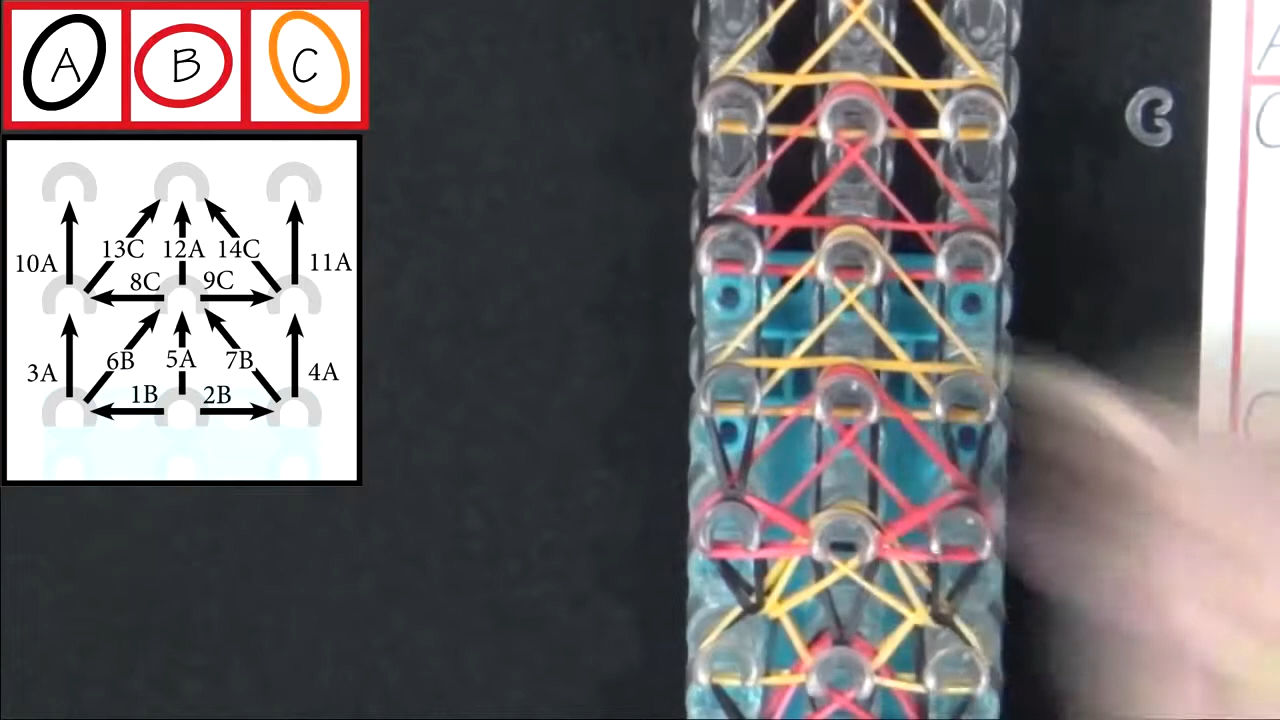 A B C
13C 12A 14C
10A 11A
8C 9C
6B 5A 7B
3A 4A
1B 2B
C